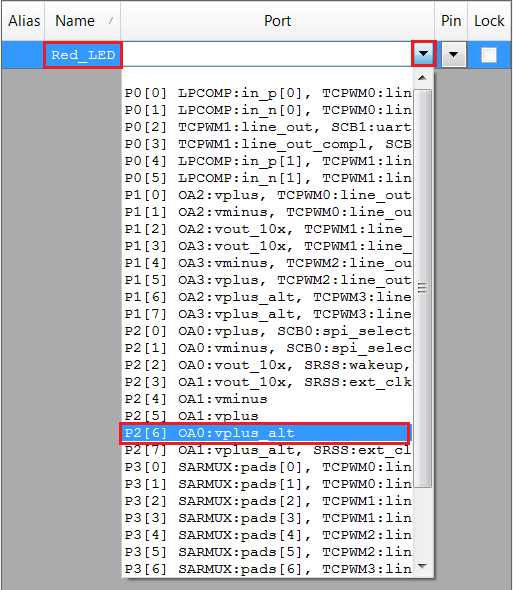 Alias Name Port Pin Lock
Red_LED
P0[0] LPCOMP:in_p[0], TCPWM0:lin
P0[1] LPCOMP:in_n[0], TCPWM0:lin
P0[2] TCPWM1:line_out, SCB1:uart
P0[3] TCPWM1:line_out_compl, SCB
P0[4] LPCOMP:in_p[1], TCPWM1:lin
P0[5] LPCOMP:in_n[1], TCPWM1:lin
P1[0] OA2:vplus, TCPWM0:line_out
P1[1] OA2:vminus, TCPWM0:line_ou
P1[2] OA2:vout_10x, TCPWM1:line_
P1[3] OA3:vout_10x, TCPWM1:line_
P1[4] OA3:vminus, TCPWM2:line_ou
P1[5] OA3:vplus, TCPWM2:line_out
P1[6] OA2:vplus_alt, TCPWM3:line
P1[7] OA3:vplus_alt, TCPWM3:line
P2[0] OA0:vplus, SCB0:spi_select
P2[1] OA0:vminus, SCB0:spi_selec
P2[2] OA0:vout_10x, SRSS:wakeup,
P2[3] OA1:vout_10x, SRSS:ext_clk
P2[4] OA1:vminus
P2[5] OA1:vplus
P2[6] OA0:vplus_alt
P2[7] OA1:vplus_alt, SRSS:ext_cl
P3[0] SARMUX:pads[0], TCPWM0:lin
P3[1] SARMUX:pads[1], TCPWM0:lin
P3[2] SARMUX:pads[2], TCPWM1:lin
P3[3] SARMUX:pads[3], TCPWM1:lin
P3[4] SARMUX:pads[4], TCPWM2:lin
P3[5] SARMUX:pads[5], TCPWM2:lin
P3[6] SARMUX:pads[6], TCPWM3:lin